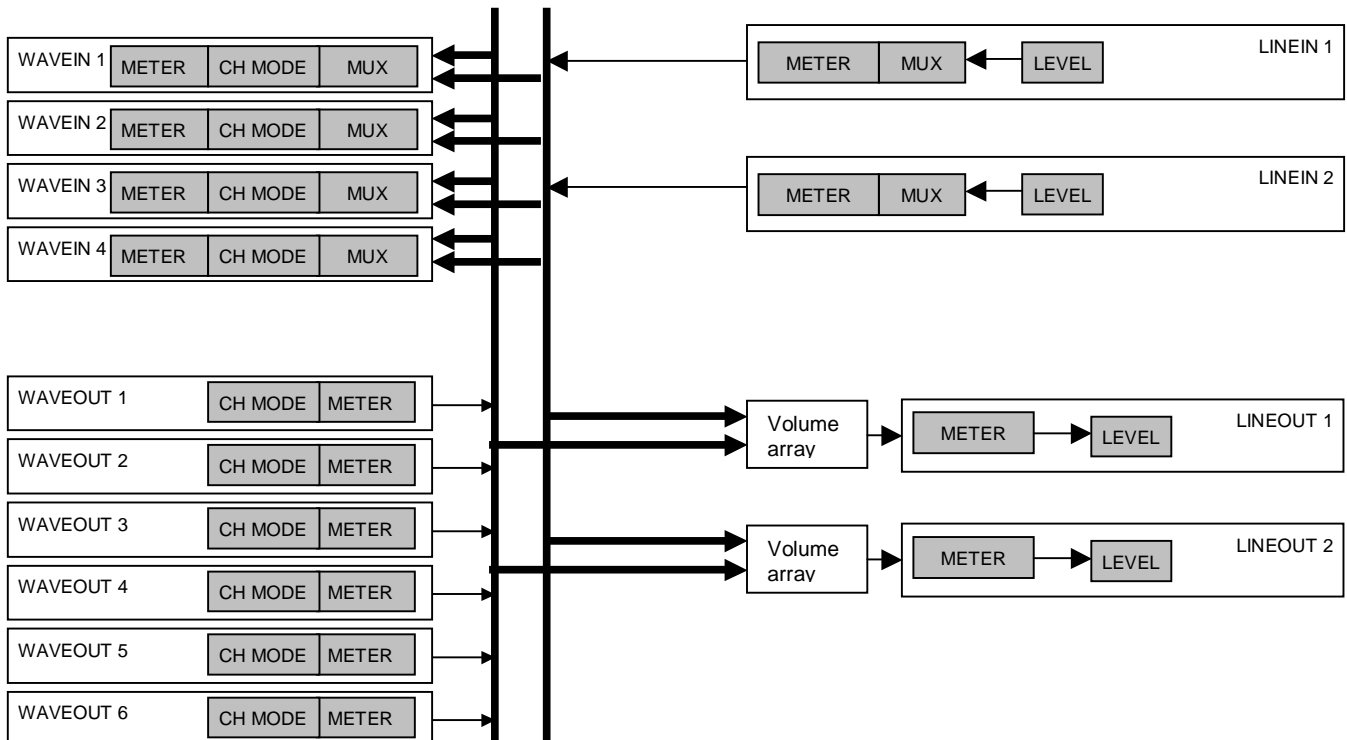 WAVEIN 1 METER CH MODE MUX
WAVEIN 2 METER CH MODE MUX
WAVEIN 3 METER CH MODE MUX
WAVEIN 4 METER CH MODE MUX
METER MUX LEVEL LINEIN 1
METER MUX LEVEL LINEIN 2
WAVEOUT 1 CH MODE METER
WAVEOUT 2 CH MODE METER
WAVEOUT 3 CH MODE METER
WAVEOUT 4 CH MODE METER
WAVEOUT 5 CH MODE METER
WAVEOUT 6 CH MODE METER
Volume
array
METER LEVEL LINEOUT 1
Volume
array
METER LEVEL LINEOUT 2